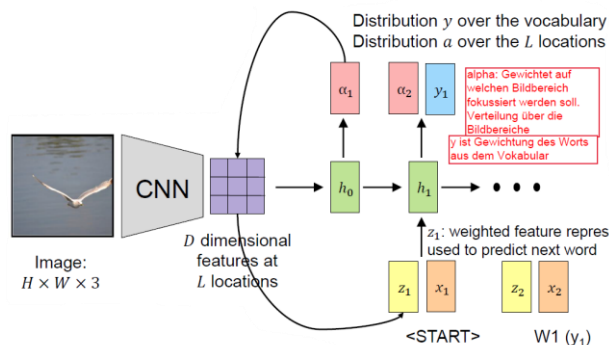 Distribution y over the vocabulary
Distribution a over the L locations
α₁
α₂
y₁
alpha: Gewichtet auf
welchen Bildbereich
fokussiert werden soll.
Verteilung über die
Bildbereiche
y ist Gewichtung des Worts
aus dem Vokabular
CNN
h₀
h₁
Image:
H × W × 3
D dimensional
features at
L locations
z₁: weighted feature repres
used to predict next word
z₁
x₁
z₂
x₂
<START>
W1 (y₁)